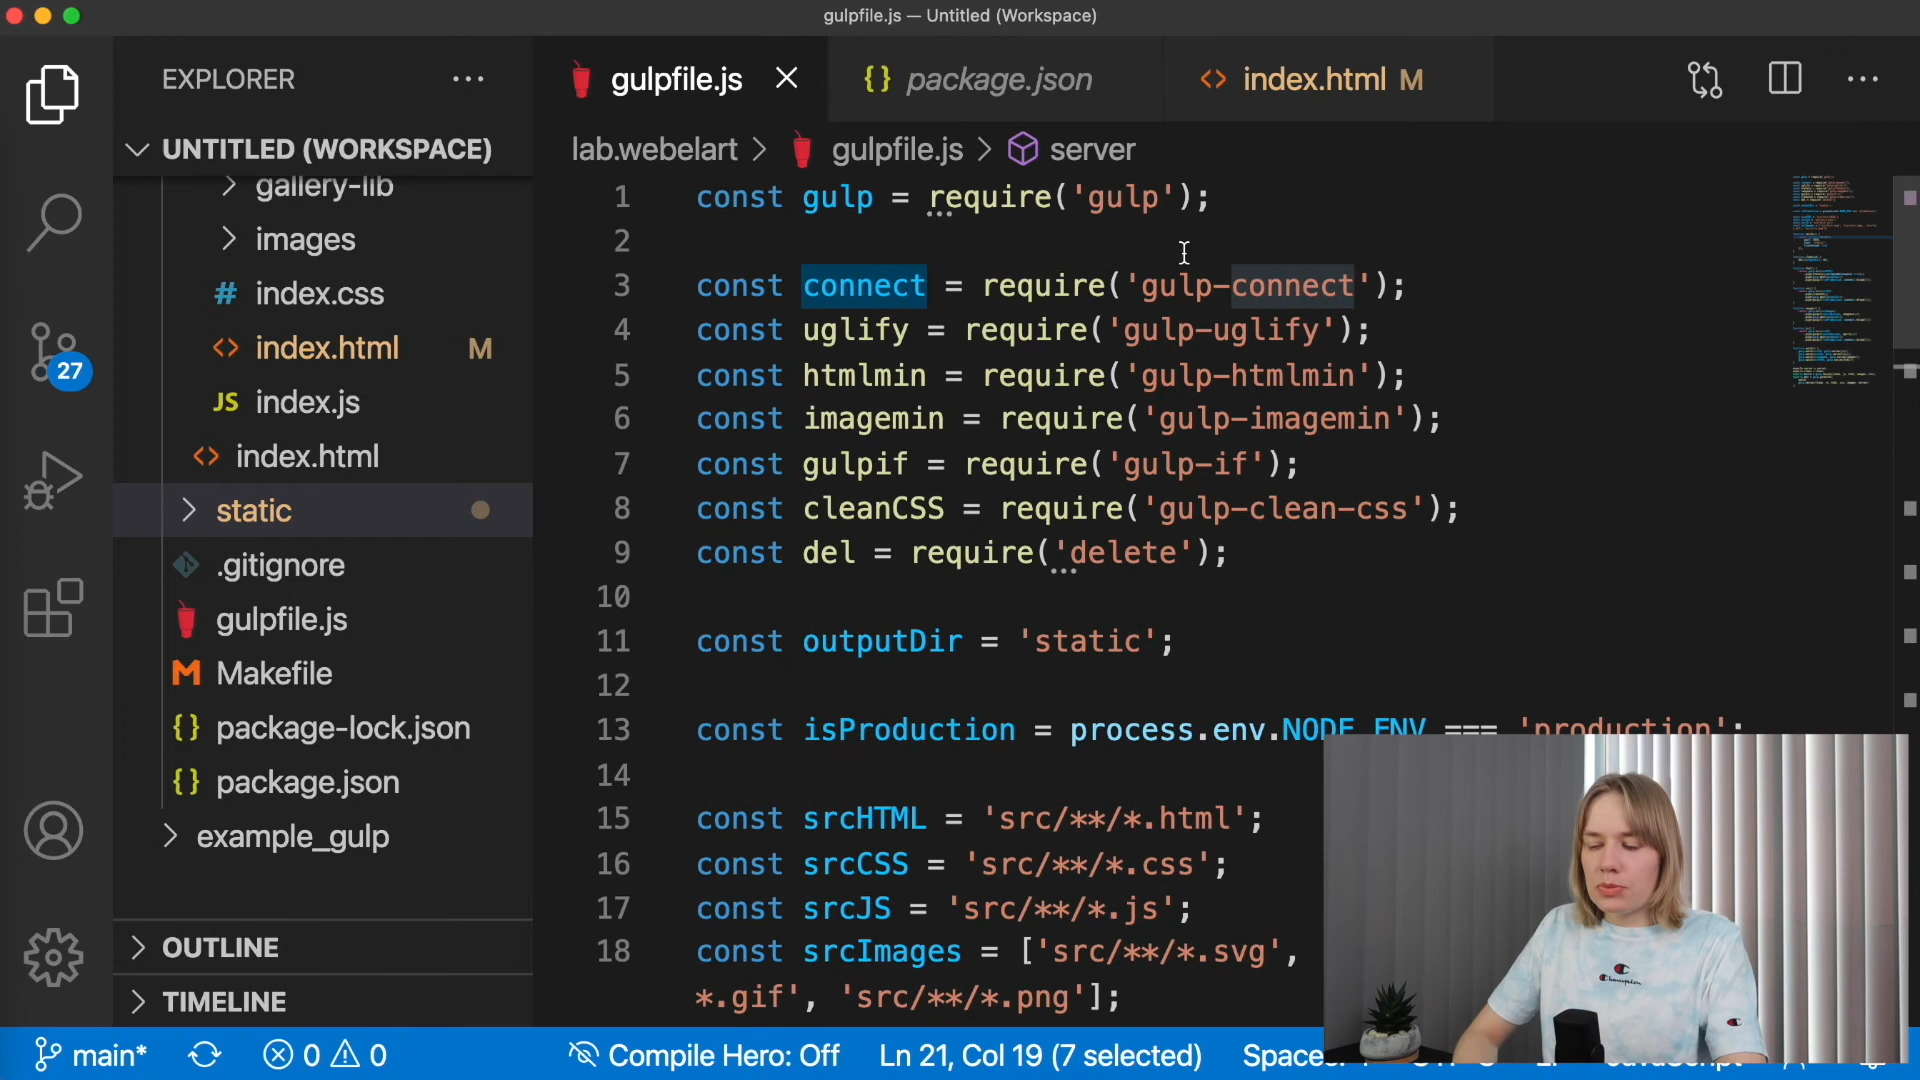 gulpfile.js — Untitled (Workspace)
EXPLORER
gulpfile.js
package.json
index.html M
UNTITLED (WORKSPACE)
lab.webelart > gulpfile.js > server
gallery-lib
images
index.css
index.html M
index.js
index.html
static
.gitignore
gulpfile.js
Makefile
package-lock.json
package.json
example_gulp
OUTLINE
TIMELINE
27
1 const gulp = require('gulp');
2
3 const connect = require('gulp-connect');
4 const uglify = require('gulp-uglify');
5 const htmlmin = require('gulp-htmlmin');
6 const imagemin = require('gulp-imagemin');
7 const gulpif = require('gulp-if');
8 const cleanCSS = require('gulp-clean-css');
9 const del = require('delete');
10
11 const outputDir = 'static';
12
13 const isProduction = process.env.NODE_ENV === 'production';
14
15 const srcHTML = 'src/**/*.html';
16 const srcCSS = 'src/**/*.css';
17 const srcJS = 'src/**/*.js';
18 const srcImages = ['src/**/*.svg',
*.gif', 'src/**/*.png'];
Champion
main*
0 0
Compile Hero: Off
Ln 21, Col 19 (7 selected)